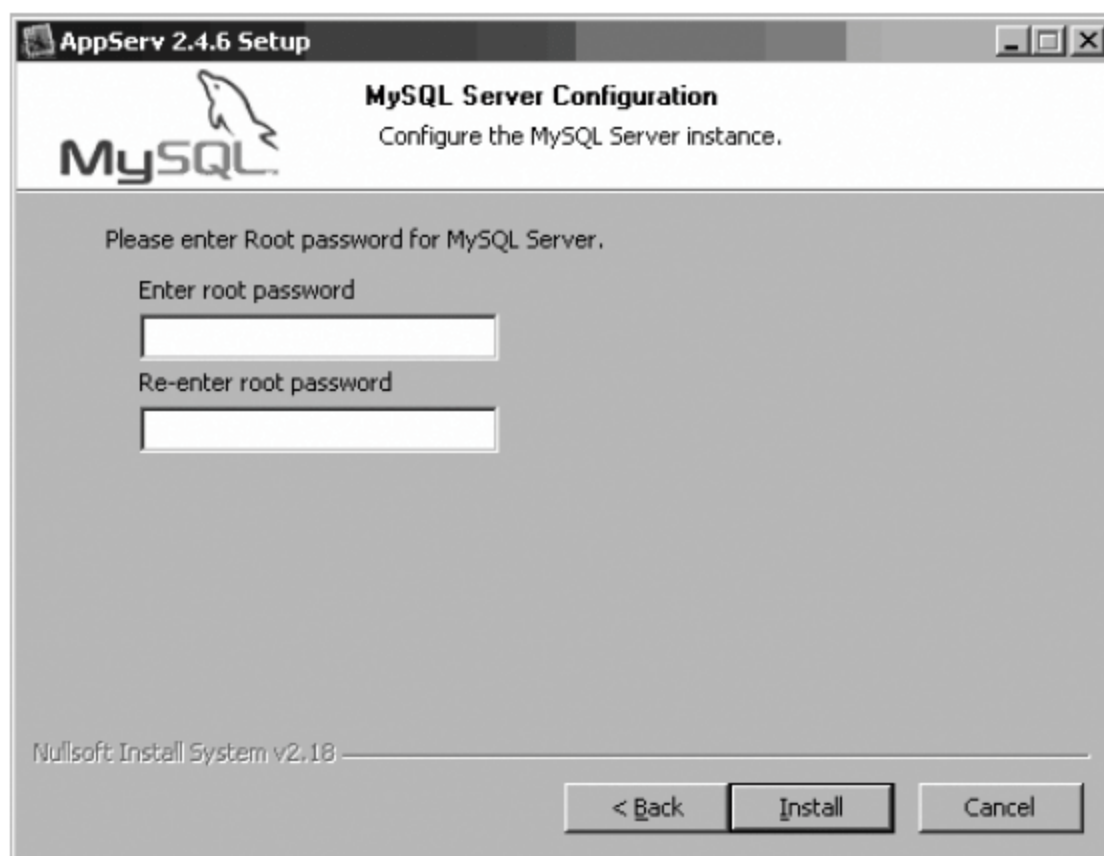 AppServ 2.4.6 Setup
MySQL
MySQL Server Configuration
Configure the MySQL Server instance.
Please enter Root password for MySQL Server.
Enter root password
Re-enter root password
Nullsoft Install System v2.18
< Back
Install
Cancel